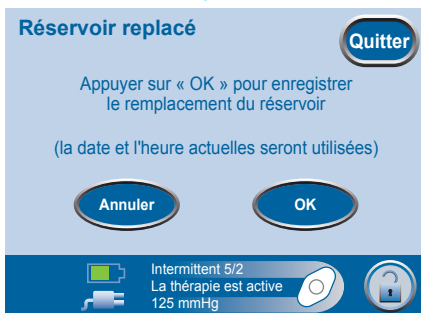 Réservoir replacé
Quitter
Appuyer sur « OK » pour enregistrer
le remplacement du réservoir
(la date et l'heure actuelles seront utilisées)
Annuler
OK
Intermittent 5/2
La thérapie est active
125 mmHg